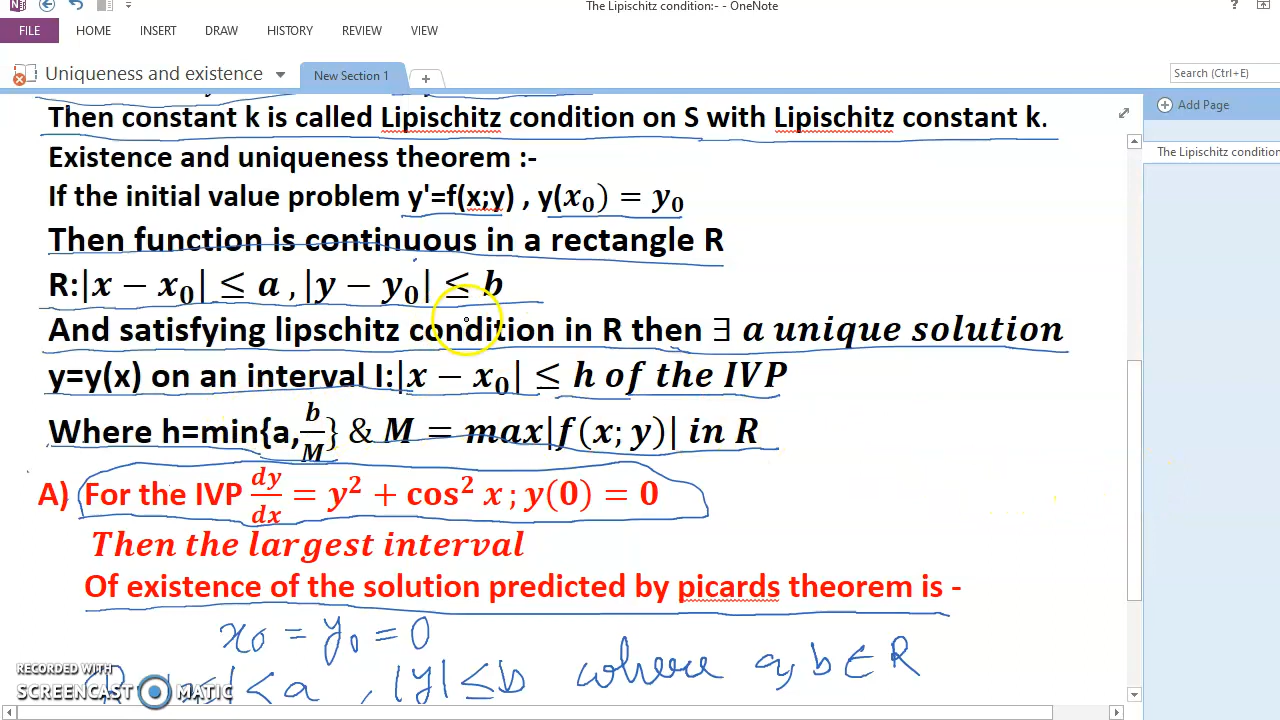 The Lipischitz condition:- - OneNote
FILE HOME INSERT DRAW HISTORY REVIEW VIEW
Uniqueness and existence New Section 1 + Search (Ctrl+E)
Add Page
The Lipischitz condition
Then constant k is called Lipischitz condition on S with Lipischitz constant k.
Existence and uniqueness theorem :-
If the initial value problem y'=f(x;y) , y(x₀) = y₀
Then function is continuous in a rectangle R
R:|x − x₀| ≤ a , |y − y₀| ≤ b
And satisfying lipschitz condition in R then ∃ a unique solution
y=y(x) on an interval I:|x − x₀| ≤ h of the IVP
Where h=min{a,b/M} & M = max|f(x; y)| in R
A) For the IVP dy/dx = y² + cos² x ; y(0) = 0
Then the largest interval
Of existence of the solution predicted by picards theorem is -
x₀ = y₀ = 0
< a , |y| ≤ b where a, b ∈ R
RECORDED WITH
SCREENCAST MATIC